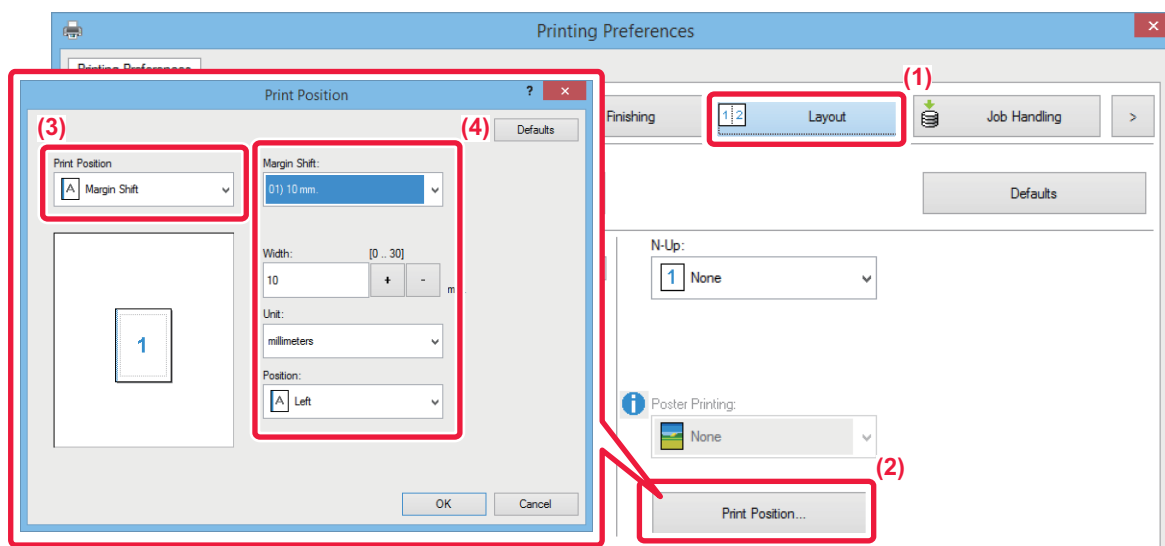 Printing Preferences
Printing Preferences
(1)
Print Position
?
(3)
(4)
Defaults
Finishing
1 2
Layout
Job Handling
>
Print Position
A Margin Shift
Margin Shift:
01) 10 mm.
Defaults
Width:
[0 .. 30]
10
+
-
N-Up:
1 None
Unit:
millimeters
1
Position:
A Left
i Poster Printing:
None
(2)
OK
Cancel
Print Position...